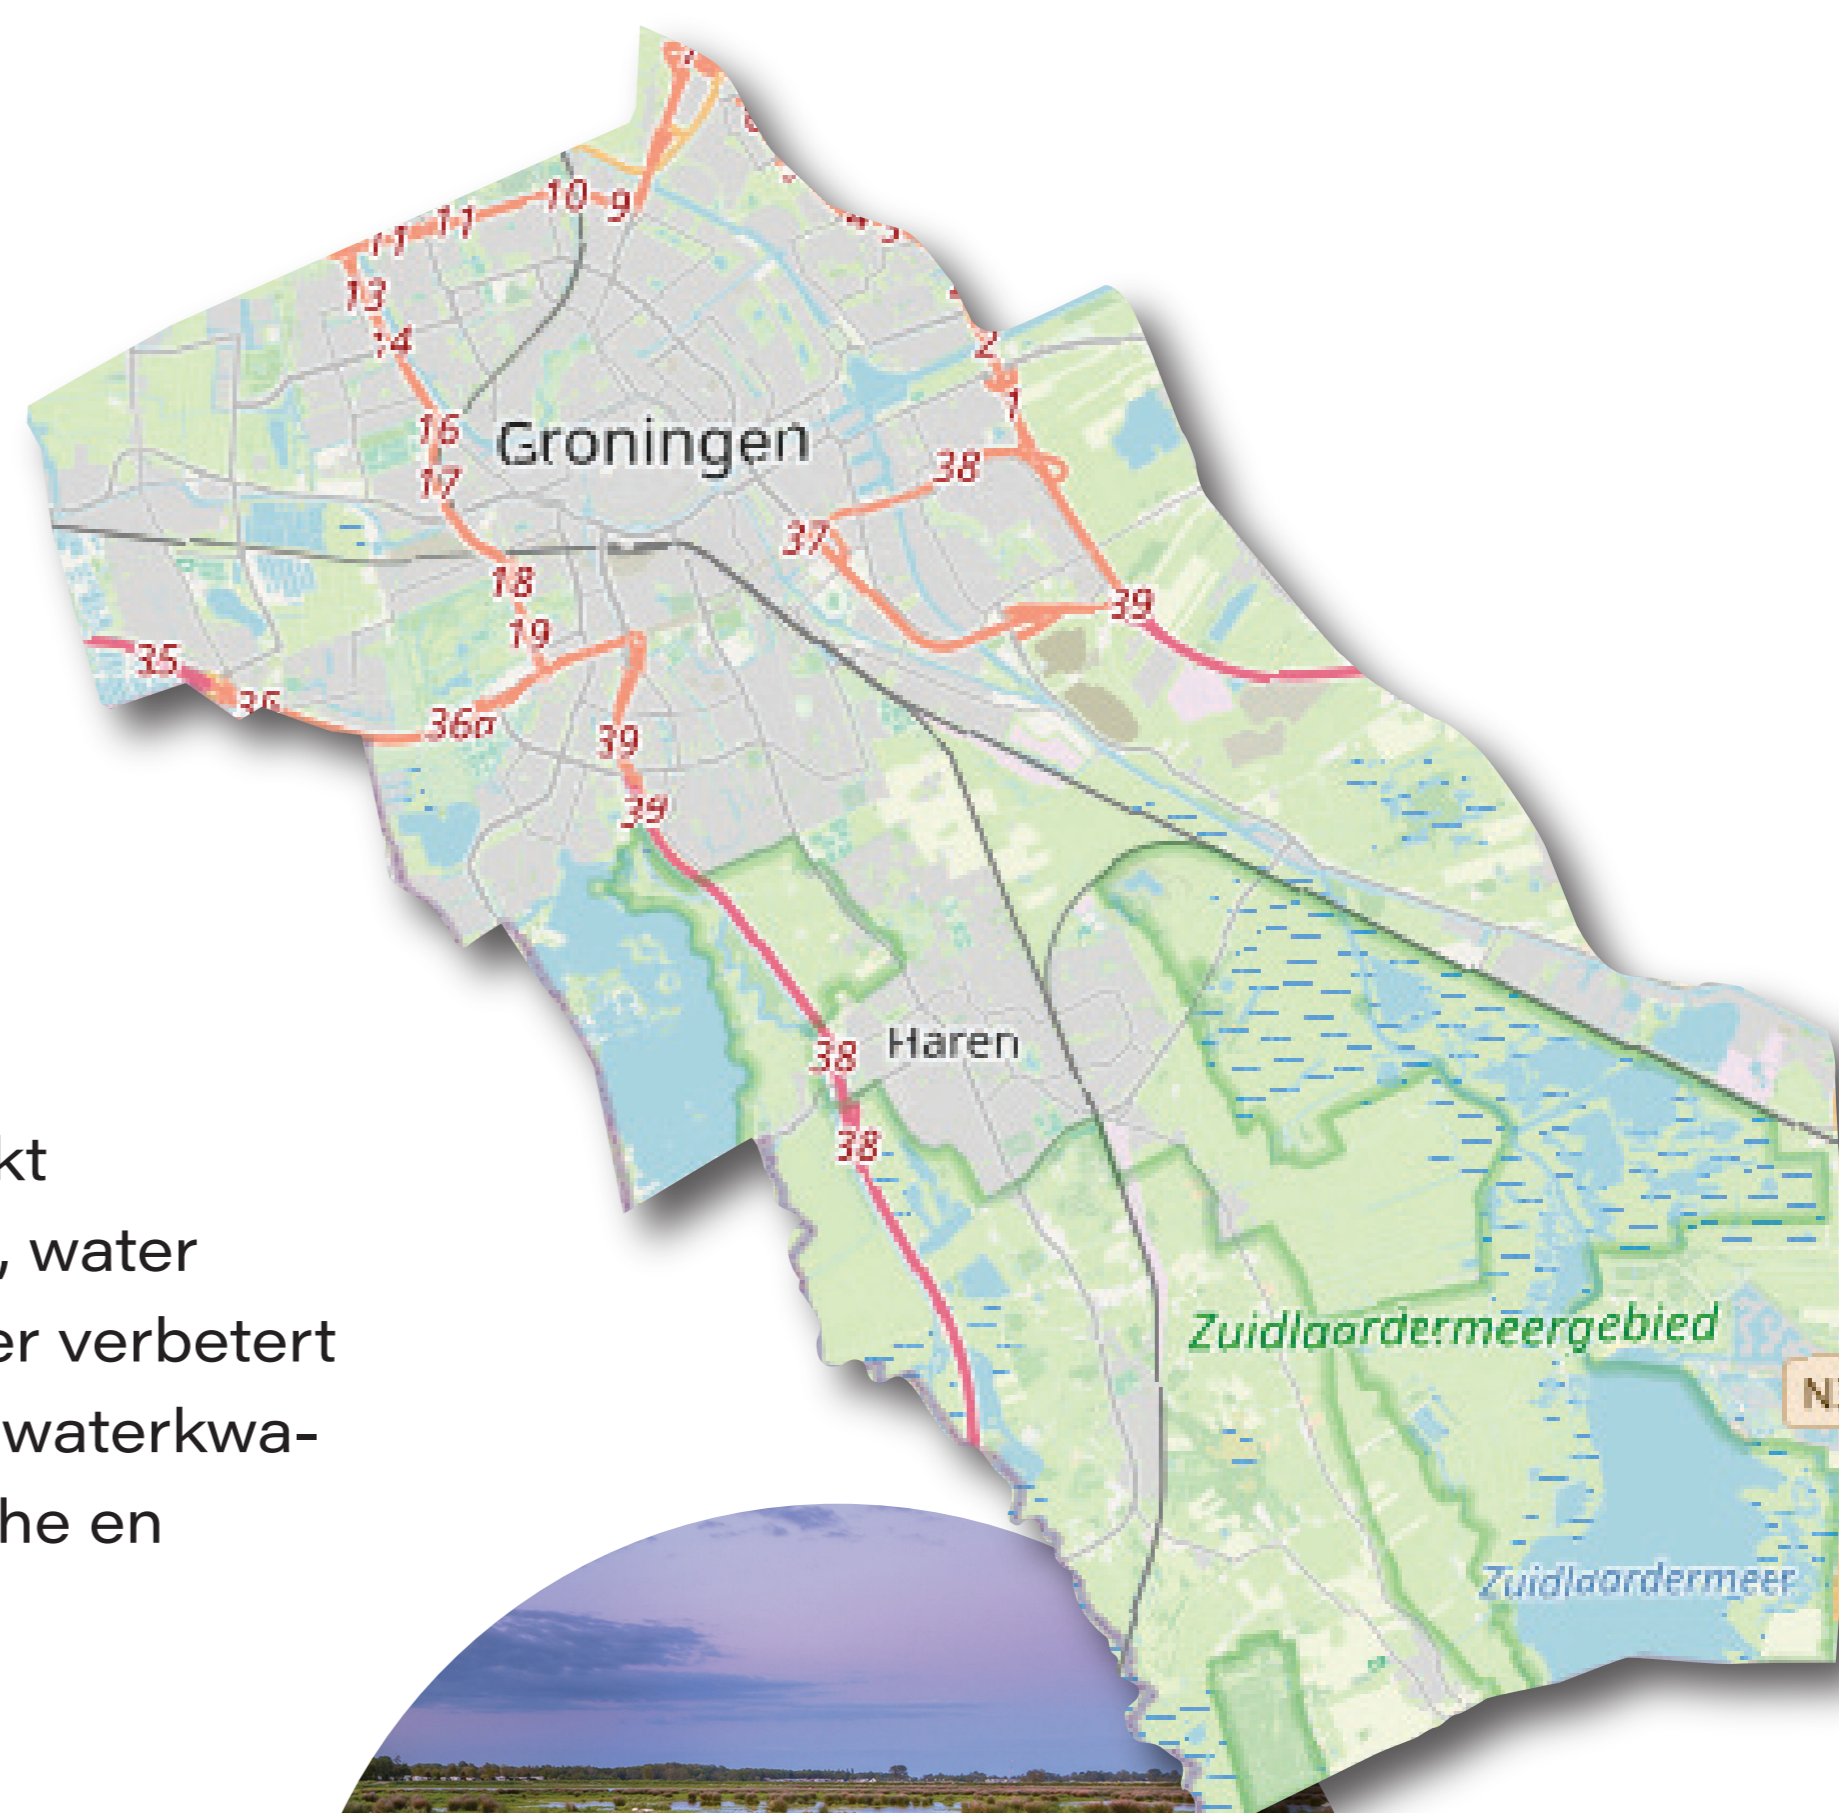 10
9
11
11
13
14
2
1
16
Groningen
38
17
37
18
39
19
35
36
36a
39
39
Haren
38
38
kt
, water
er verbetert
Zuidlaardermeergebied
waterkwa-
he en
Zuidlaardermeer